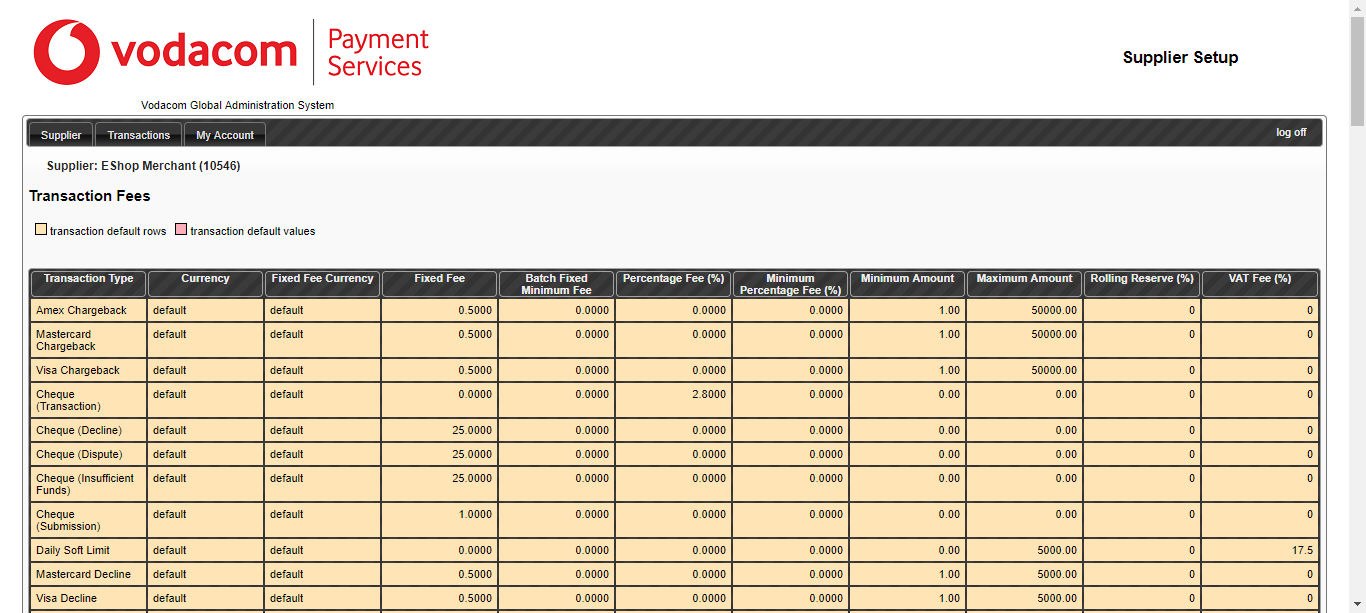 vodacom
Payment
Services
Supplier Setup
Vodacom Global Administration System
Supplier Transactions My Account log off
Supplier: EShop Merchant (10546)
Transaction Fees
transaction default rows transaction default values
Transaction Type Currency Fixed Fee Currency Fixed Fee Batch Fixed Minimum Fee Percentage Fee (%) Minimum Percentage Fee (%) Minimum Amount Maximum Amount Rolling Reserve (%) VAT Fee (%)
Amex Chargeback default default 0.5000 0.0000 0.0000 0.0000 1.00 50000.00 0 0
Mastercard Chargeback default default 0.5000 0.0000 0.0000 0.0000 1.00 50000.00 0 0
Visa Chargeback default default 0.5000 0.0000 0.0000 0.0000 1.00 50000.00 0 0
Cheque (Transaction) default default 0.0000 0.0000 2.8000 0.0000 0.00 0.00 0 0
Cheque (Decline) default default 25.0000 0.0000 0.0000 0.0000 0.00 0.00 0 0
Cheque (Dispute) default default 25.0000 0.0000 0.0000 0.0000 0.00 0.00 0 0
Cheque (Insufficient Funds) default default 25.0000 0.0000 0.0000 0.0000 0.00 0.00 0 0
Cheque (Submission) default default 1.0000 0.0000 0.0000 0.0000 0.00 0.00 0 0
Daily Soft Limit default default 0.0000 0.0000 0.0000 0.0000 0.00 5000.00 0 17.5
Mastercard Decline default default 0.5000 0.0000 0.0000 0.0000 1.00 5000.00 0 0
Visa Decline default default 0.5000 0.0000 0.0000 0.0000 1.00 5000.00 0 0